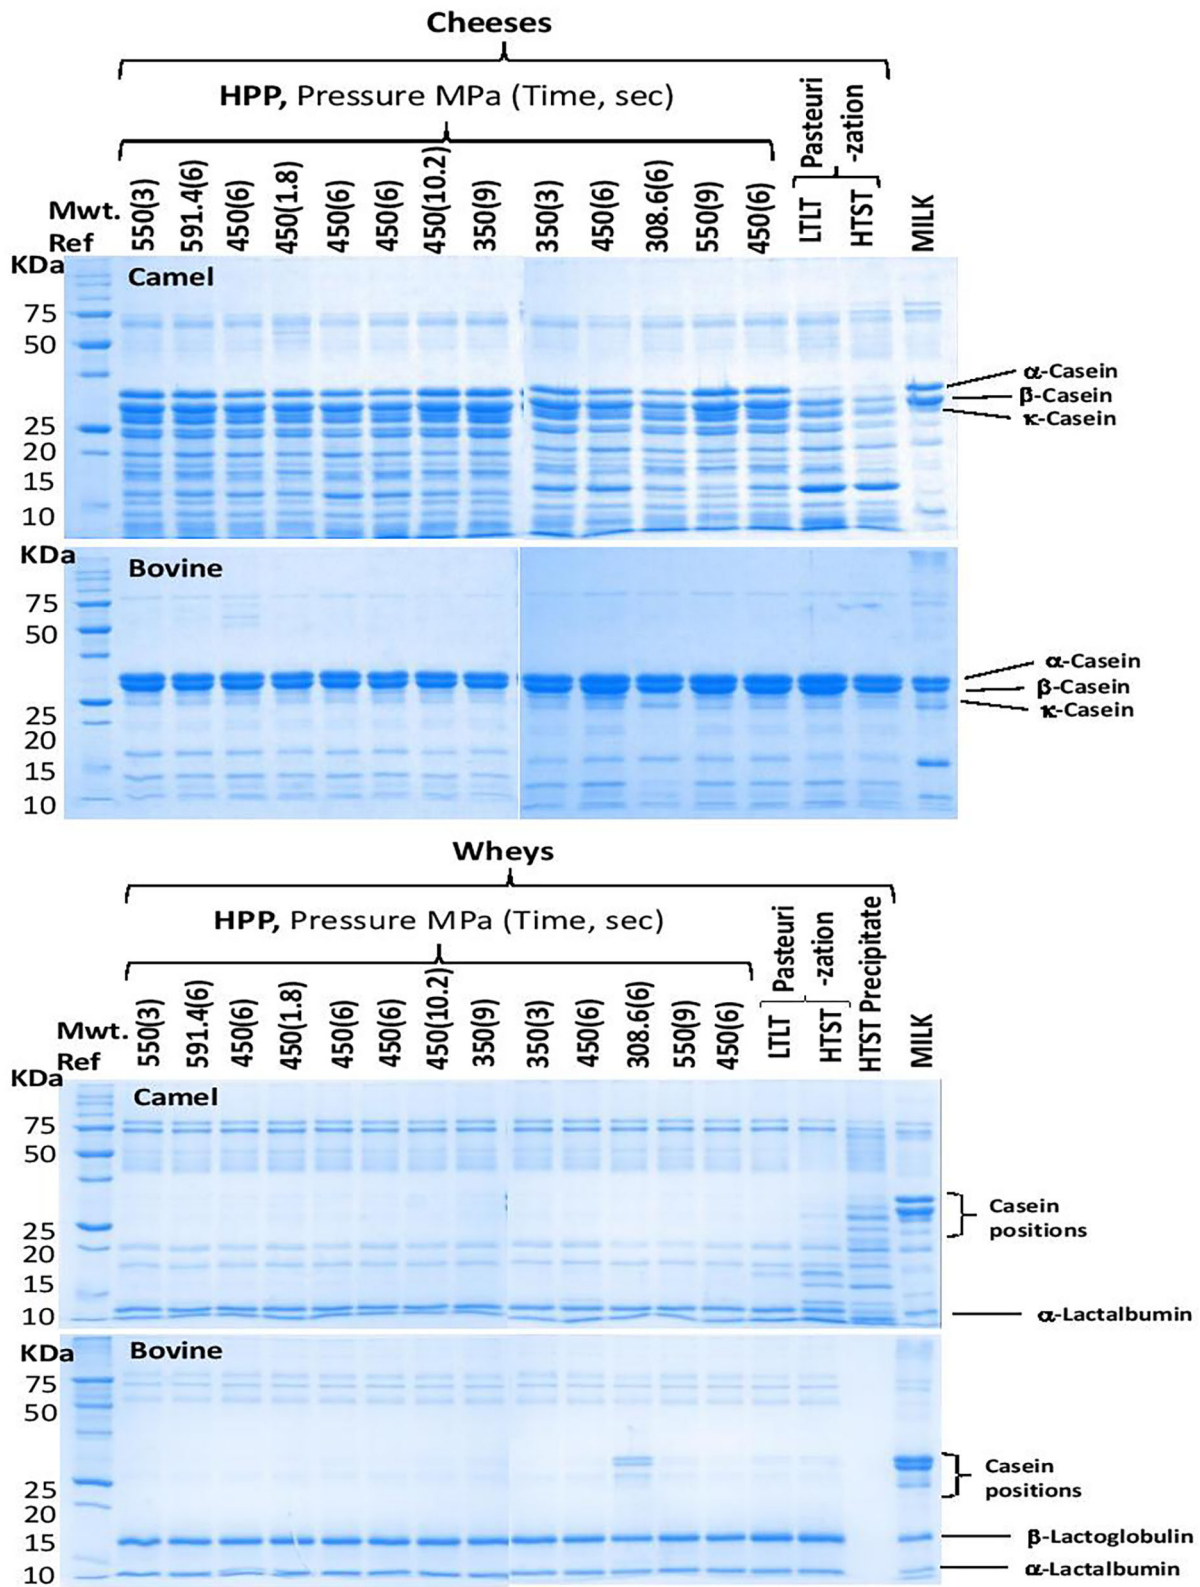 Cheeses
HPP, Pressure MPa (Time, sec)
Pasteuri
-zation
Mwt.
Ref
550(3)
591.4(6)
450(6)
450(1.8)
450(6)
450(6)
450(10.2)
350(9)
350(3)
450(6)
308.6(6)
550(9)
450(6)
LTLT
HTST
MILK
KDa
Camel
75
50
25
20
15
10
α-Casein
β-Casein
κ-Casein
KDa
Bovine
75
50
25
20
15
10
α-Casein
β-Casein
κ-Casein
Wheys
HPP, Pressure MPa (Time, sec)
Pasteuri
-zation
Mwt.
Ref
550(3)
591.4(6)
450(6)
450(1.8)
450(6)
450(6)
450(10.2)
350(9)
350(3)
450(6)
308.6(6)
550(9)
450(6)
LTLT
HTST
HTST Precipitate
MILK
KDa
Camel
75
50
25
20
15
10
Casein
positions
α-Lactalbumin
KDa
Bovine
75
50
25
20
15
10
Casein
positions
β-Lactoglobulin
α-Lactalbumin